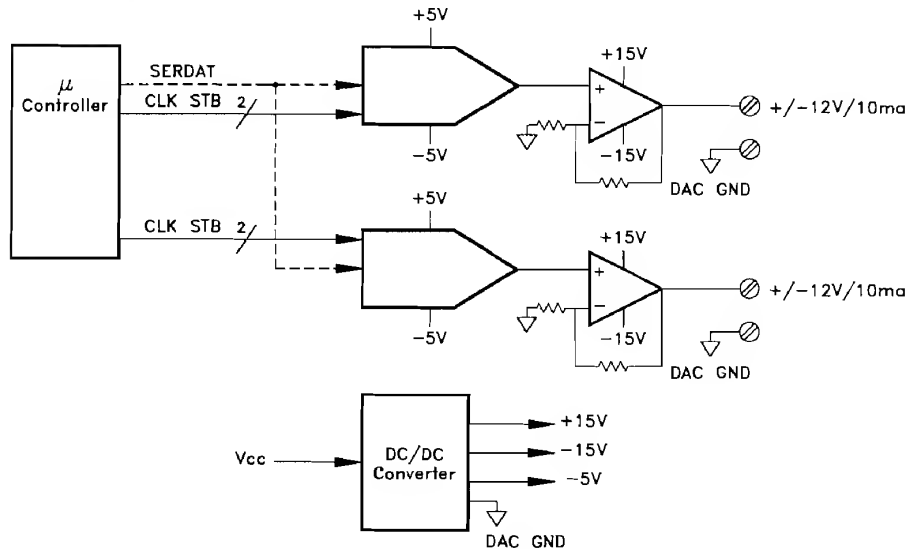 +5V
μ
Controller
SERDAT
CLK STB 2
-5V
+15V
+
-
-15V
+/-12V/10ma
DAC GND
+5V
CLK STB 2
-5V
+15V
+
-
-15V
+/-12V/10ma
DAC GND
Vcc
DC/DC
Converter
+15V
-15V
-5V
DAC GND